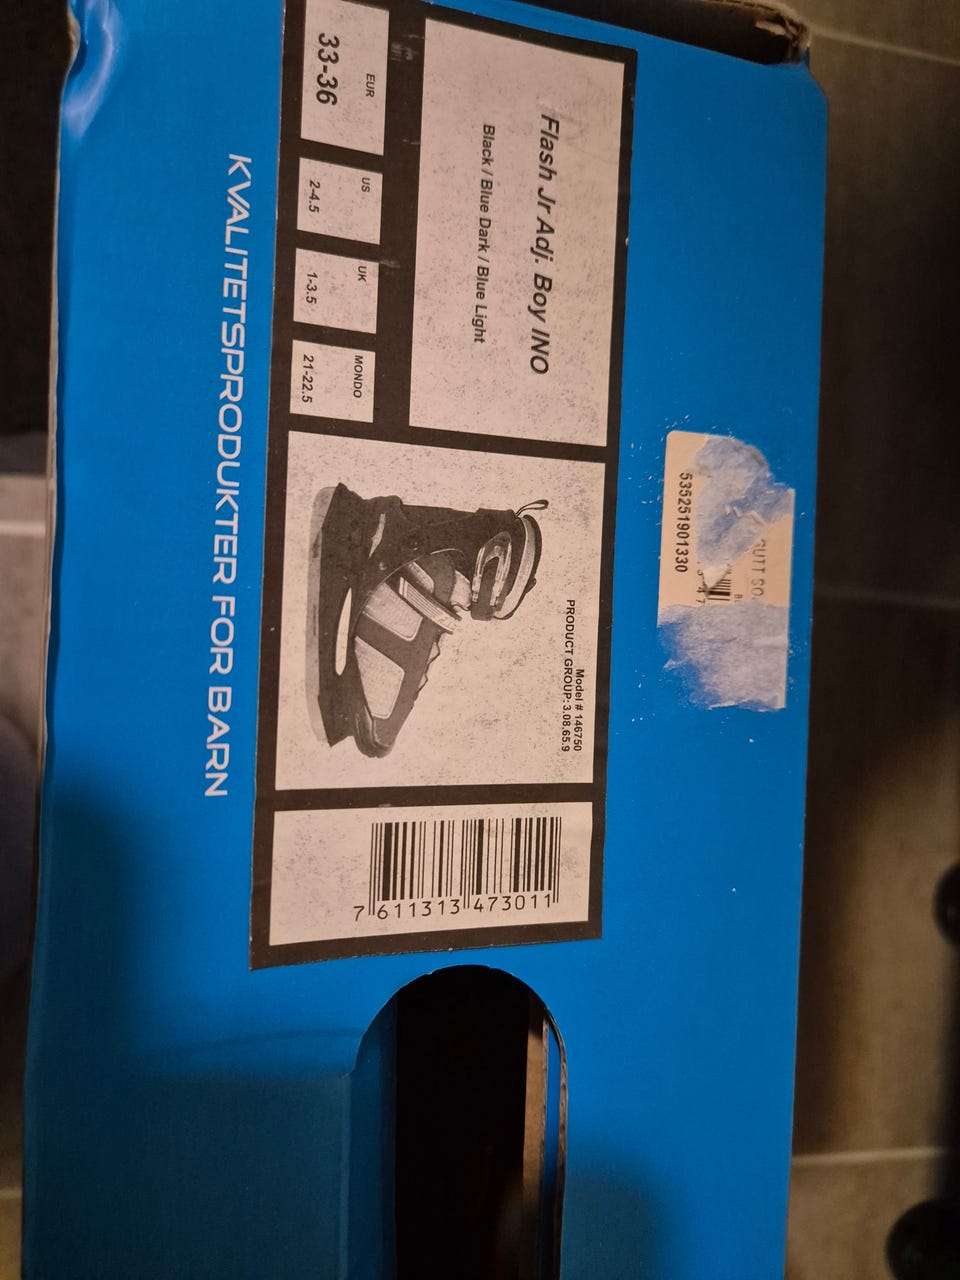 Flash Jr Adj. Boy INO
Black / Blue Dark / Blue Light
EUR
33-36
US
2-4.5
UK
1-3.5
MONDO
21-22.5
Model # 146750
PRODUCT GROUP: 3.08.65.9
7 611313 473011
KVALITETSPRODUKTER FOR BARN
535251901330